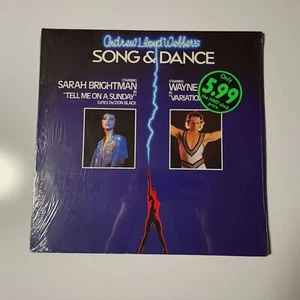 Andrew Lloyd Webber's
SONG & DANCE
STARRING
SARAH BRIGHTMAN
IN
"TELL ME ON A SUNDAY"
LYRICS BY DON BLACK
STARRING
WAYNE
IN
"VARIATIO
Only
5.99